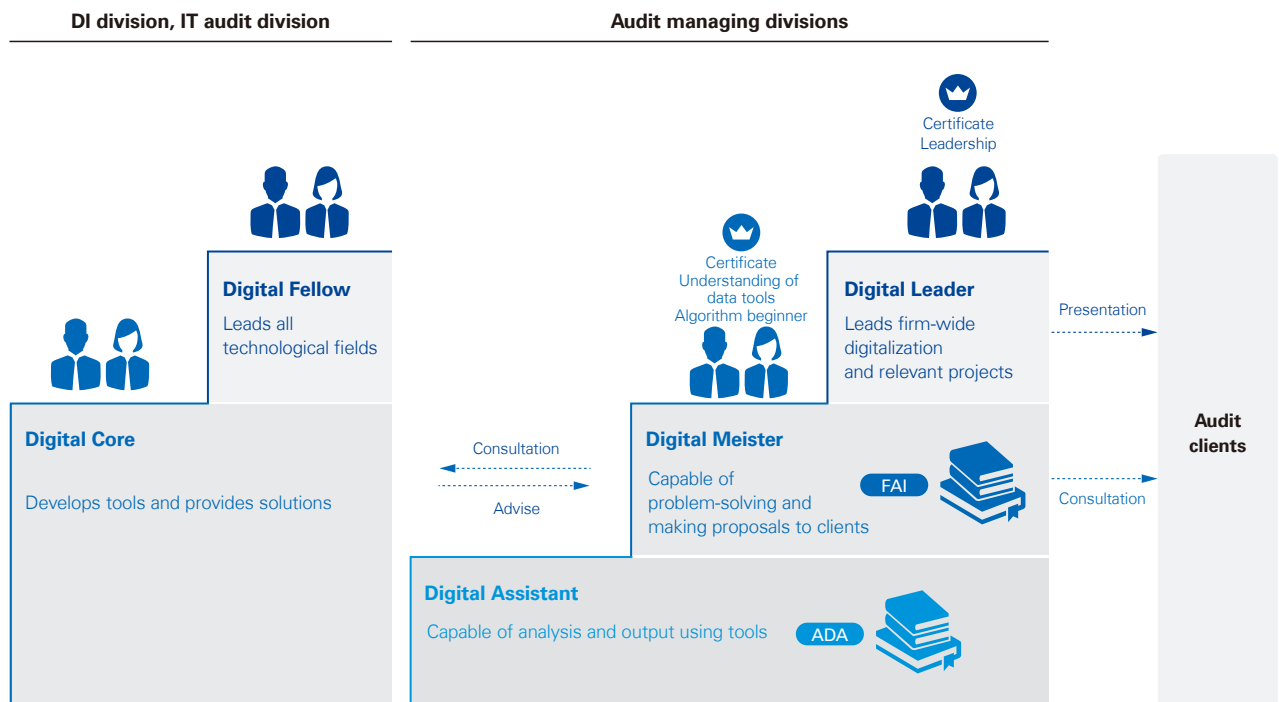 DI division, IT audit division
Audit managing divisions
Certificate
Leadership
Certificate
Understanding of
data tools
Algorithm beginner
Digital Fellow
Leads all
technological fields
Digital Leader
Leads firm-wide
digitalization
and relevant projects
Presentation
Digital Core
Develops tools and provides solutions
Consultation
Advise
Digital Meister
Capable of
problem-solving and
making proposals to clients
FAI
Consultation
Audit
clients
Digital Assistant
Capable of analysis and output using tools
ADA